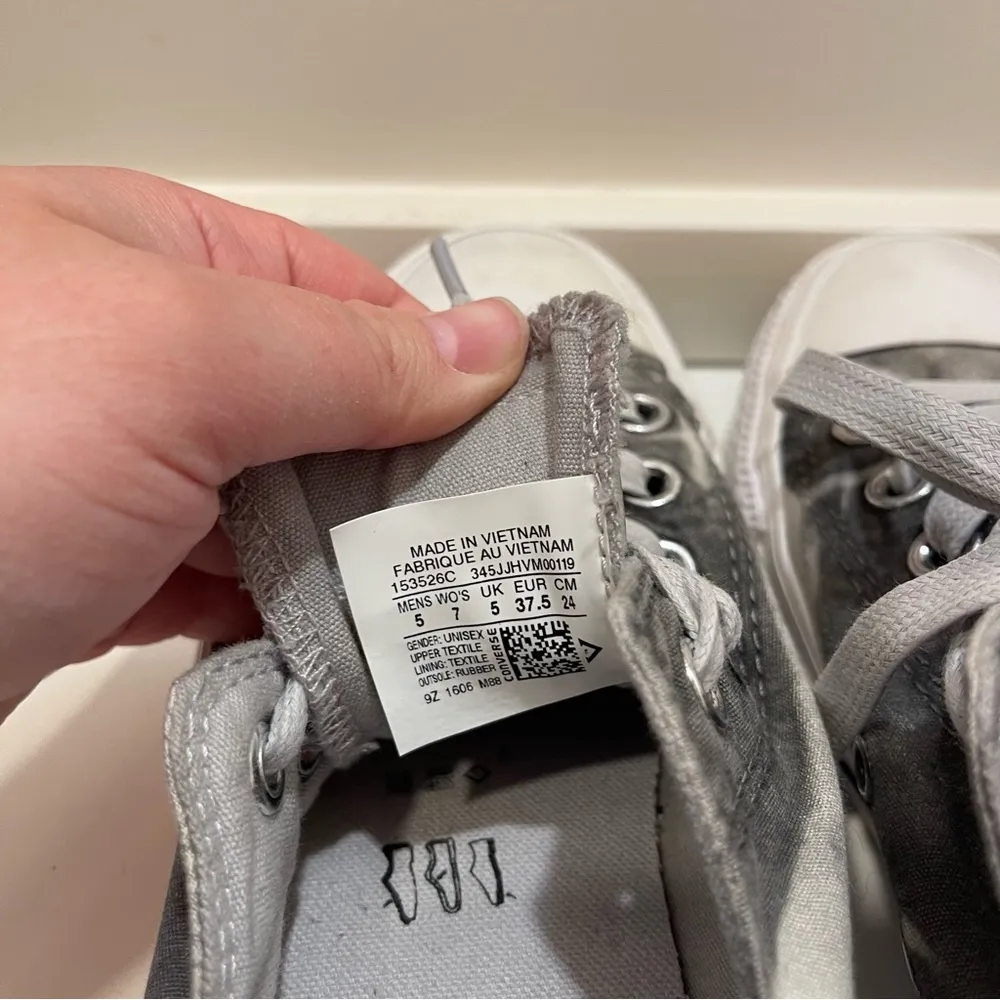 MADE IN VIETNAM
FABRIQUE AU VIETNAM
153526C 345JJHVM00119
MENS WO'S UK EUR CM
5 7 5 37.5 24
GENDER: UNISEX
UPPER TEXTILE
LINING: TEXTILE
OUTSOLE: RUBBER
CONVERSE
9Z 1606 M88